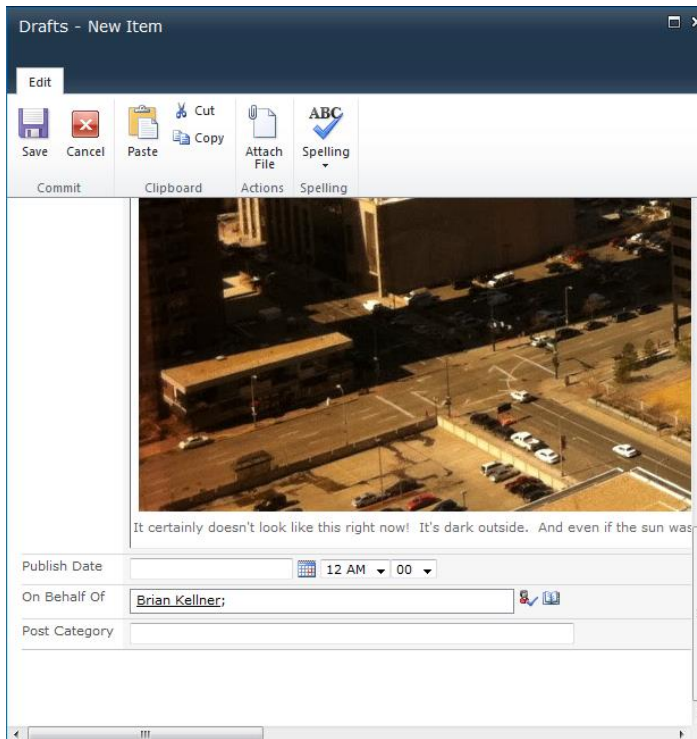 Drafts - New Item
Edit
Save
Cancel
Paste
Cut
Copy
Attach File
ABC
Spelling
Commit
Clipboard
Actions
Spelling
It certainly doesn't look like this right now! It's dark outside. And even if the sun was
Publish Date
12 AM
00
On Behalf Of
Brian Kellner;
Post Category